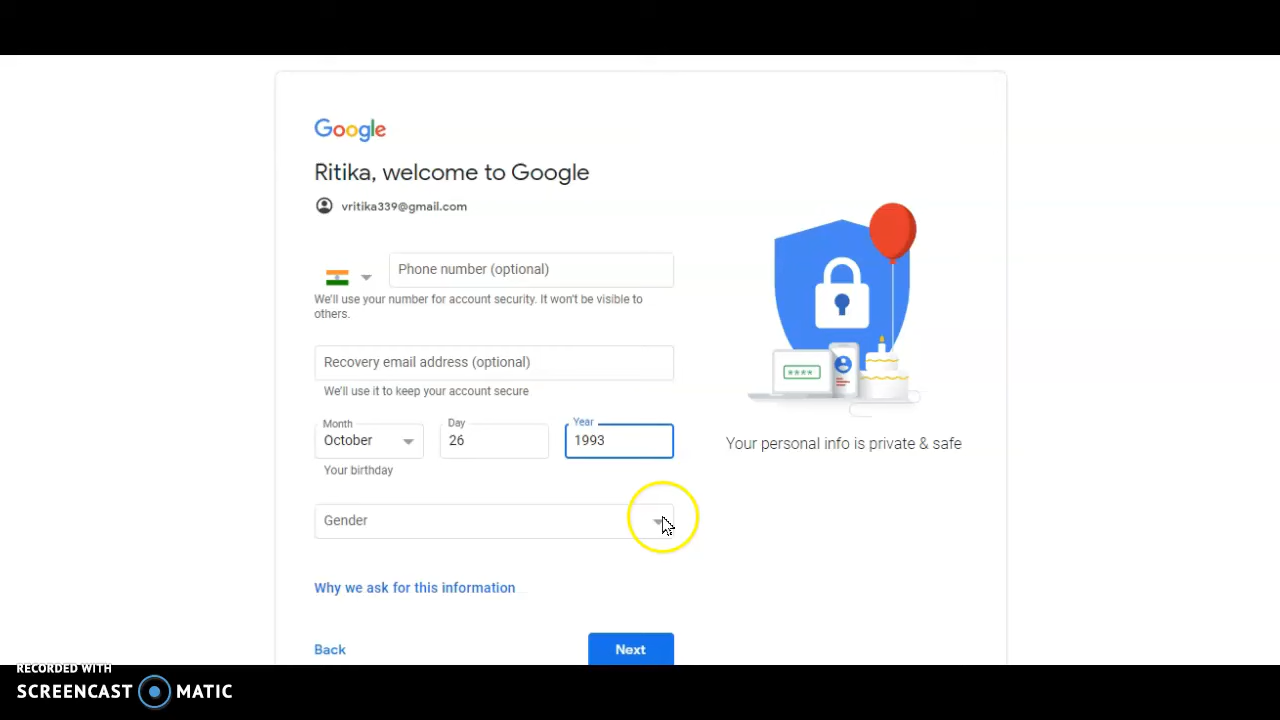 Google
Ritika, welcome to Google
vritika339@gmail.com
Phone number (optional)
We'll use your number for account security. It won't be visible to
others.
Recovery email address (optional)
We'll use it to keep your account secure
Month
Day
Year
October
26
1993
Your birthday
Gender
Why we ask for this information
Back
Next
****
Your personal info is private & safe
RECORDED WITH
SCREENCAST MATIC